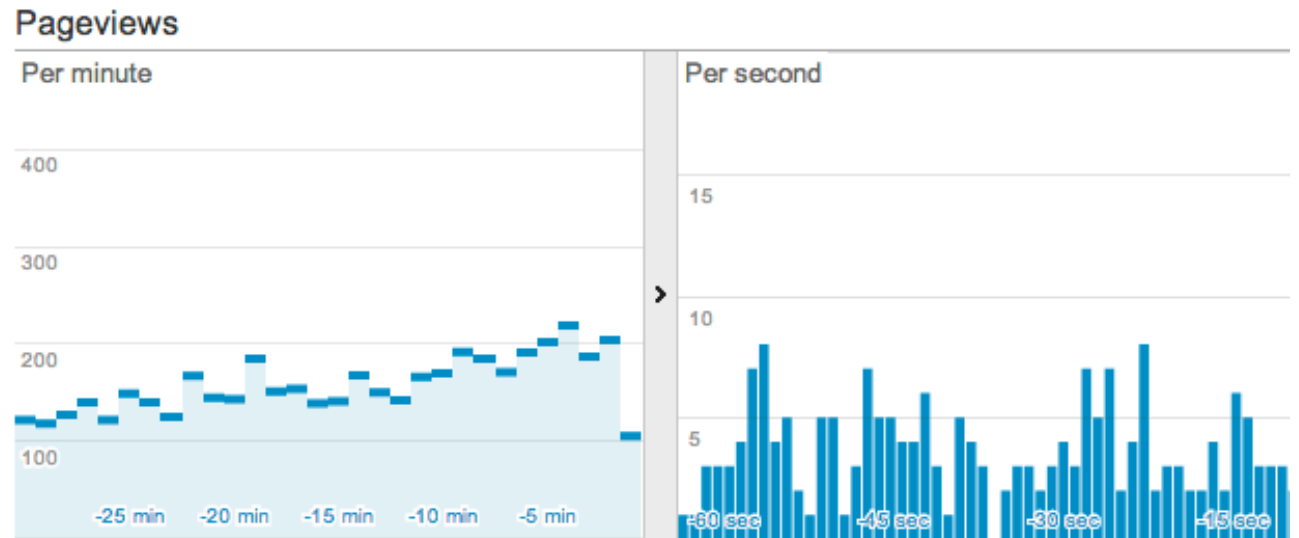 Pageviews
Per minute
400
300
200
100
-25 min -20 min -15 min -10 min -5 min
Per second
15
10
5
-60 sec -45 sec -30 sec -15 sec